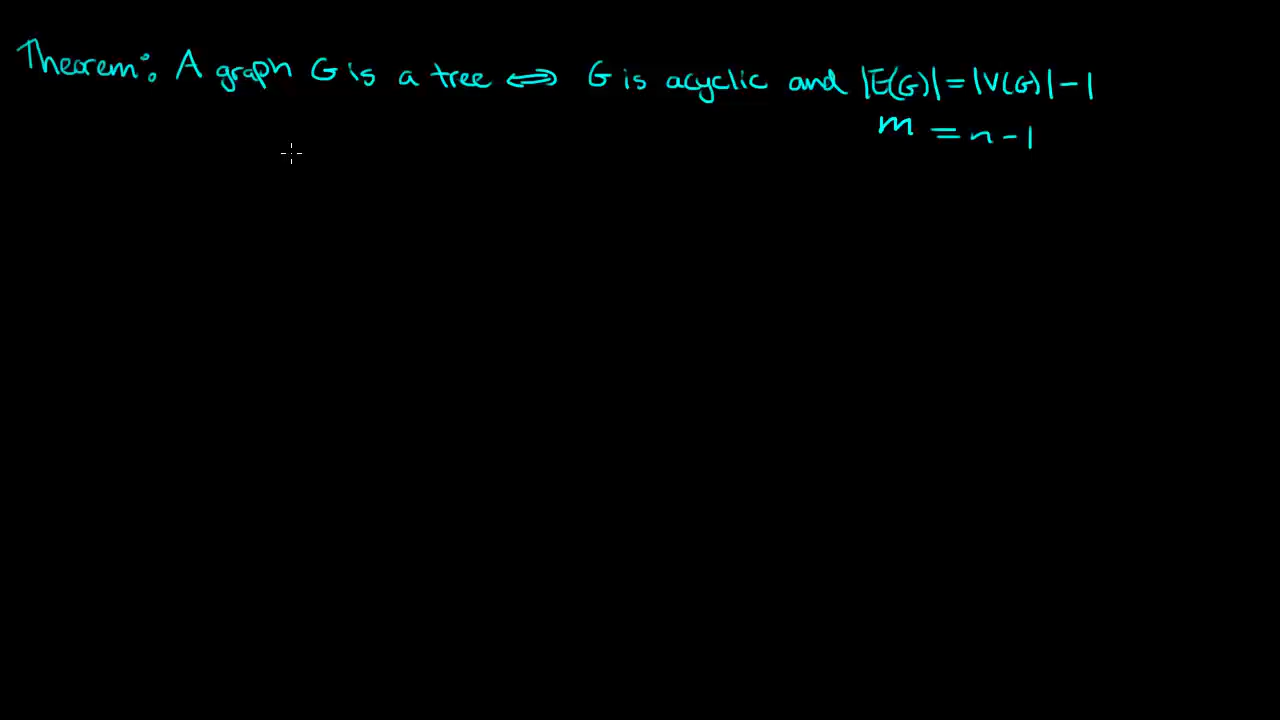 Theorem: A graph G is a tree ⟺ G is acyclic and |E(G)| = |V(G)| - 1
m = n - 1